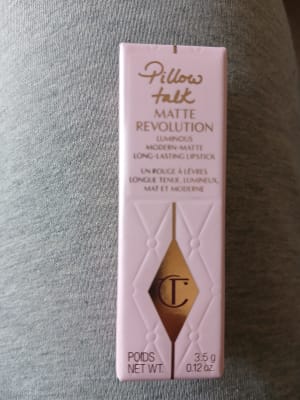 Pillow
talk
MATTE
REVOLUTION
LUMINOUS
MODERN-MATTE
LONG-LASTING LIPSTICK
UN ROUGE À LÈVRES
LONGUE TENUE, LUMINEUX,
MAT ET MODERNE
CT
POIDS 3.5 g
NET WT. 0.12 oz.